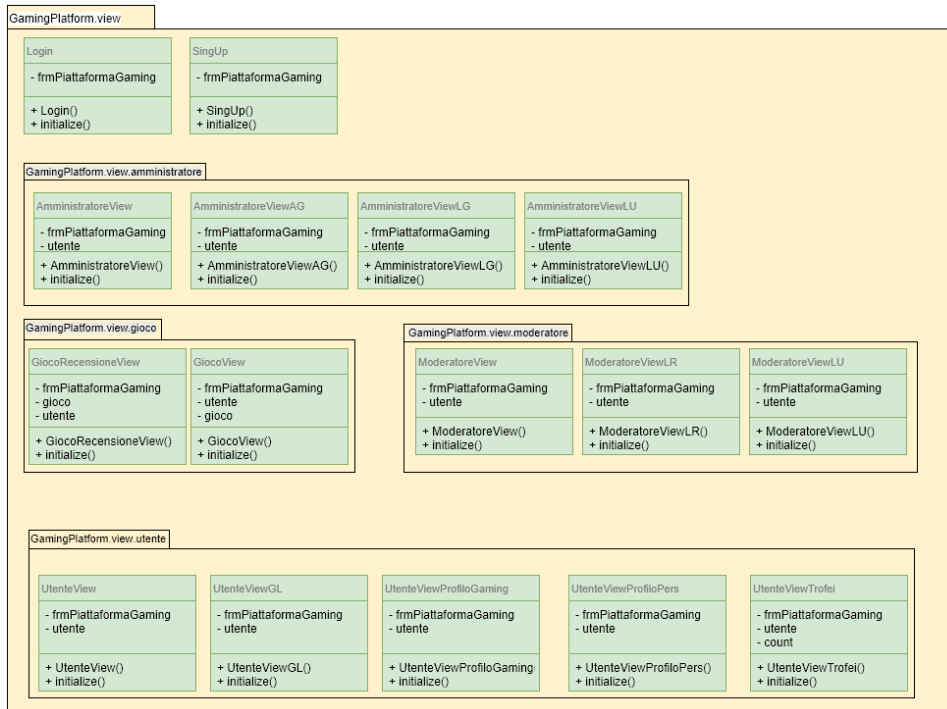 GamingPlatform.view
Login
- frmPiattaformaGaming
+ Login()
+ initialize()
SingUp
- frmPiattaformaGaming
+ SingUp()
+ initialize()
GamingPlatform.view.amministratore
AmministratoreView
- frmPiattaformaGaming
- utente
+ AmministratoreView()
+ initialize()
AmministratoreViewAG
- frmPiattaformaGaming
- utente
+ AmministratoreViewAG()
+ initialize()
AmministratoreViewLG
- frmPiattaformaGaming
- utente
+ AmministratoreViewLG()
+ initialize()
AmministratoreViewLU
- frmPiattaformaGaming
- utente
+ AmministratoreViewLU()
+ initialize()
GamingPlatform.view.gioco
GiocoRecensioneView
- frmPiattaformaGaming
- gioco
- utente
+ GiocoRecensioneView()
+ initialize()
GiocoView
- frmPiattaformaGaming
- utente
- gioco
+ GiocoView()
+ initialize()
GamingPlatform.view.moderatore
ModeratoreView
- frmPiattaformaGaming
- utente
+ ModeratoreView()
+ initialize()
ModeratoreViewLR
- frmPiattaformaGaming
- utente
+ ModeratoreViewLR()
+ initialize()
ModeratoreViewLU
- frmPiattaformaGaming
- utente
+ ModeratoreViewLU()
+ initialize()
GamingPlatform.view.utente
UtenteView
- frmPiattaformaGaming
- utente
+ UtenteView()
+ initialize()
UtenteViewGL
- frmPiattaformaGaming
- utente
+ UtenteViewGL()
+ initialize()
UtenteViewProfiloGaming
- frmPiattaformaGaming
- utente
+ UtenteViewProfiloGaming(
+ initialize()
UtenteViewProfiloPers
- frmPiattaformaGaming
- utente
+ UtenteViewProfiloPers()
+ initialize()
UtenteViewTrofei
- frmPiattaformaGaming
- utente
- count
+ UtenteViewTrofei()
+ initialize()